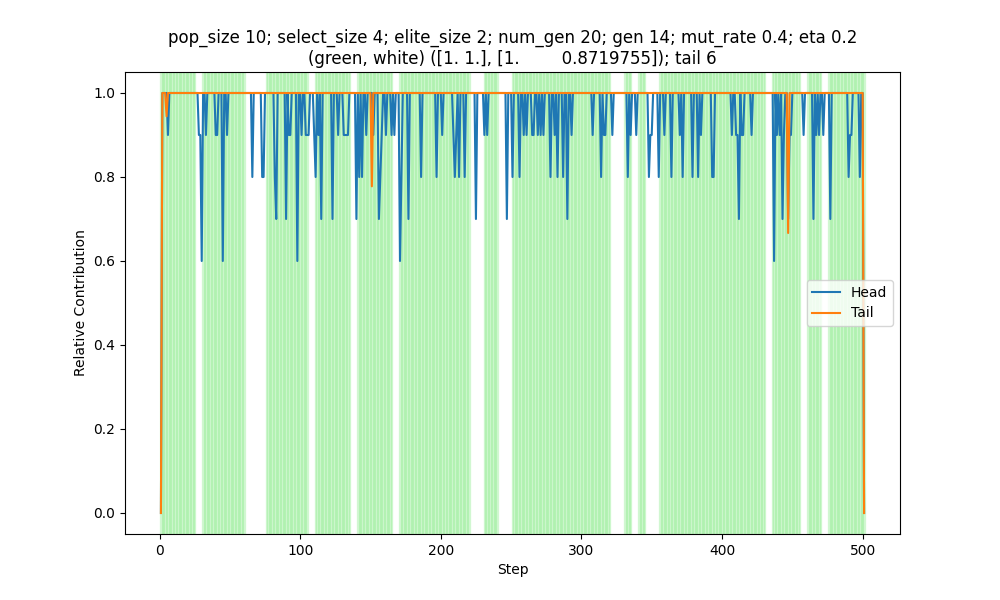 pop_size 10; select_size 4; elite_size 2; num_gen 20; gen 14; mut_rate 0.4; eta 0.2
(green, white) ([1. 1.], [1.         0.8719755]); tail 6
1.0
0.8
0.6
0.4
0.2
0.0
Relative Contribution
Head
Tail
0
100
200
300
400
500
Step